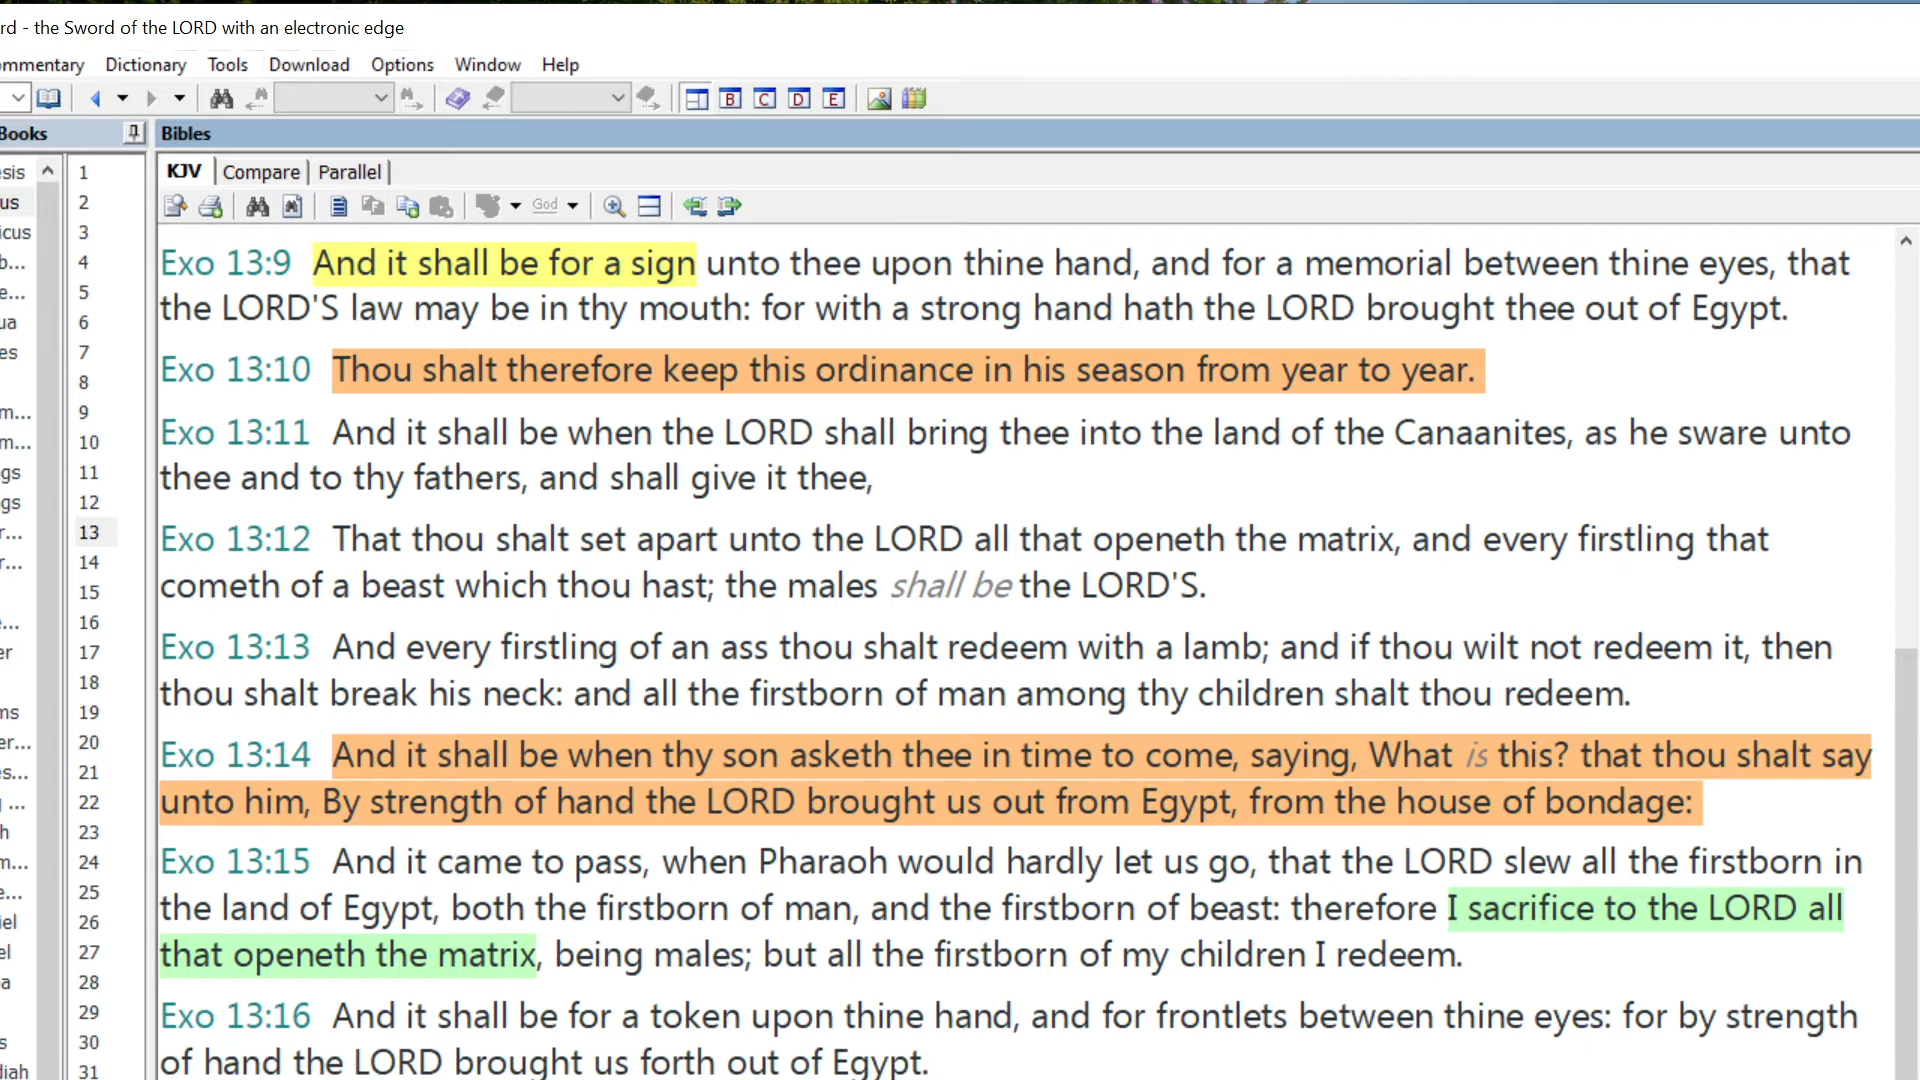 rd - the Sword of the LORD with an electronic edge
ommentary Dictionary Tools Download Options Window Help
B C D E
Books Bibles
KJV Compare Parallel
God
esis 1
us 2
icus 3
b... 4
e... 5
ua 6
es 7
8
m... 9
m... 10
gs 11
gs 12
r... 13
r... 14
15
e... 16
er 17
18
ms 19
er... 20
es... 21
... 22
h 23
m... 24
e... 25
iel 26
el 27
a 28
29
s 30
diah 31
Exo 13:9 And it shall be for a sign unto thee upon thine hand, and for a memorial between thine eyes, that
the LORD'S law may be in thy mouth: for with a strong hand hath the LORD brought thee out of Egypt.
Exo 13:10 Thou shalt therefore keep this ordinance in his season from year to year.
Exo 13:11 And it shall be when the LORD shall bring thee into the land of the Canaanites, as he sware unto
thee and to thy fathers, and shall give it thee,
Exo 13:12 That thou shalt set apart unto the LORD all that openeth the matrix, and every firstling that
cometh of a beast which thou hast; the males shall be the LORD'S.
Exo 13:13 And every firstling of an ass thou shalt redeem with a lamb; and if thou wilt not redeem it, then
thou shalt break his neck: and all the firstborn of man among thy children shalt thou redeem.
Exo 13:14 And it shall be when thy son asketh thee in time to come, saying, What is this? that thou shalt say
unto him, By strength of hand the LORD brought us out from Egypt, from the house of bondage:
Exo 13:15 And it came to pass, when Pharaoh would hardly let us go, that the LORD slew all the firstborn in
the land of Egypt, both the firstborn of man, and the firstborn of beast: therefore I sacrifice to the LORD all
that openeth the matrix, being males; but all the firstborn of my children I redeem.
Exo 13:16 And it shall be for a token upon thine hand, and for frontlets between thine eyes: for by strength
of hand the LORD brought us forth out of Egypt.